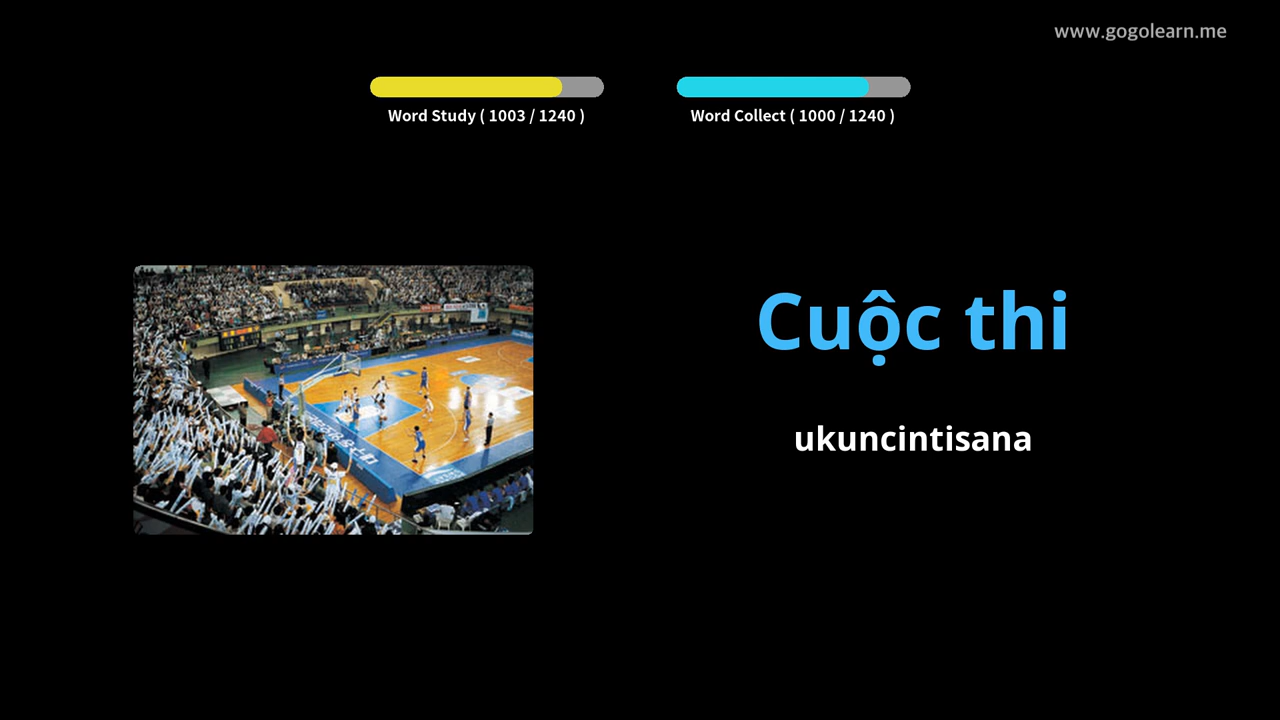 www.gogolearn.me
Word Study ( 1003 / 1240 )
Word Collect ( 1000 / 1240 )
Cuộc thi
ukuncintisana